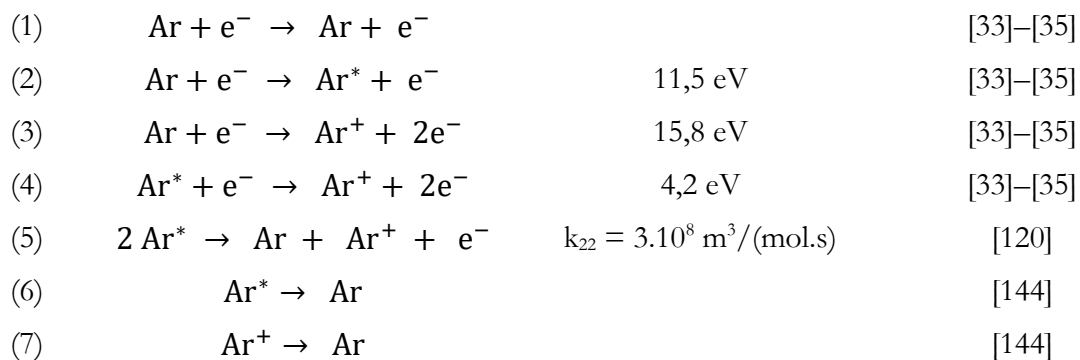 (1) Ar + e⁻ → Ar + e⁻ [33]–[35]
(2) Ar + e⁻ → Ar* + e⁻ 11,5 eV [33]–[35]
(3) Ar + e⁻ → Ar⁺ + 2e⁻ 15,8 eV [33]–[35]
(4) Ar* + e⁻ → Ar⁺ + 2e⁻ 4,2 eV [33]–[35]
(5) 2 Ar* → Ar + Ar⁺ + e⁻ k₂₂ = 3.10⁸ m³/(mol.s) [120]
(6) Ar* → Ar [144]
(7) Ar⁺ → Ar [144]